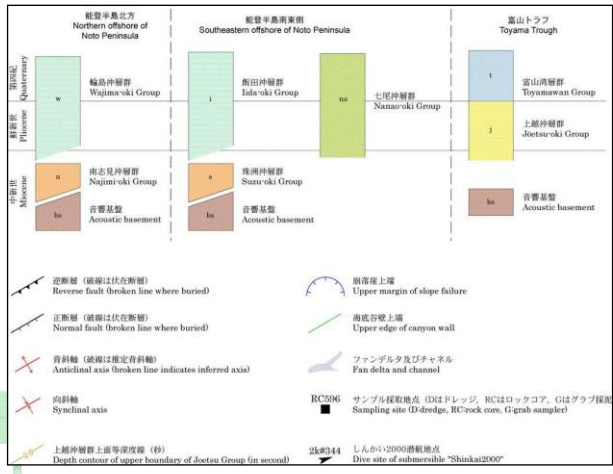 能登半島北方
Northern offshore of
Noto Peninsula
能登半島南東側
Southeastern offshore of Noto Peninsula
富山トラフ
Toyama Trough
第四紀
Quaternary
鮮新世
Pliocene
中新世
Miocene
w
輪島沖層群
Wajima-oki Group
i
飯田沖層群
Iida-oki Group
na
七尾沖層群
Nanao-oki Group
t
富山湾層群
Toyamawan Group
j
上越沖層群
Jōetsu-oki Group
n
南志見沖層群
Najimi-oki Group
s
珠洲沖層群
Suzu-oki Group
bs
音響基盤
Acoustic basement
bs
音響基盤
Acoustic basement
bs
音響基盤
Acoustic basement
逆断層（破線は伏在断層）
Reverse fault (broken line where buried)
正断層（破線は伏在断層）
Normal fault (broken line where buried)
背斜軸（破線は推定背斜軸）
Anticlinal axis (broken line indicates inferred axis)
向斜軸
Synclinal axis
2.0
上越沖層群上面等深度線（秒）
Depth contour of upper boundary of Joetsu Group (in second)
崩落崖上端
Upper margin of slope failure
海底谷壁上端
Upper edge of canyon wall
ファンデルタ及びチャネル
Fan delta and channel
RC596
サンプル採取地点（Dはドレッジ，RCはロックコア，Gはグラブ採泥
Sampling site (D:dredge, RC:rock core, G:grab sampler)
2k#344
しんかい2000潜航地点
Dive site of submersible "Shinkai2000"